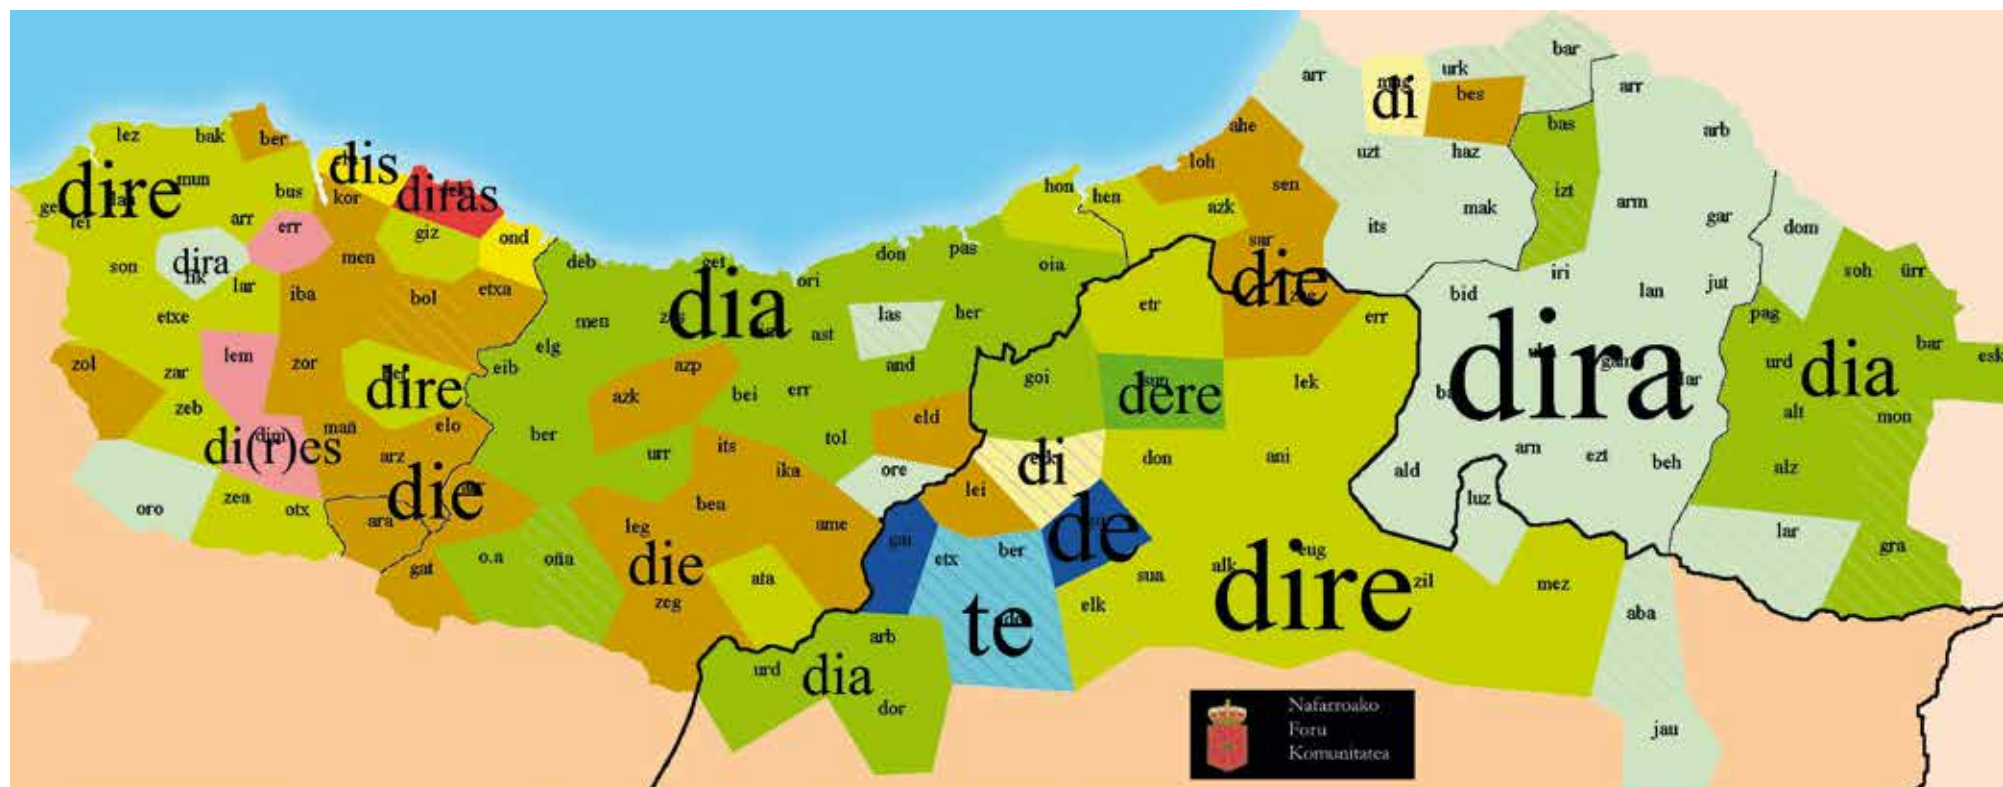 bar
arr
urk
bes
di
arr
lez
bak
ber
ahe
bas
arb
dis
uzt
haz
loh
dire
mun
bus
kor
diras
hon
hen
sen
izt
arm
mak
gar
azk
arr
err
giz
ond
its
dom
dira
son
men
deb
get
don
pas
oia
sar
lar
iba
bol
etxa
ori
die
bid
iri
lan
jut
soh
ürr
etxe
men
dia
ast
las
her
etr
err
pag
lem
elg
zol
zar
zor
eib
azp
and
goi
dere
lek
dira
urd
dia
bar
esk
dire
azk
bei
err
zeb
mañ
elo
ber
eld
alt
mon
di(r)es
arz
urr
its
tol
di
don
ani
arn
ezt
beh
alz
die
ika
ore
lei
ald
luz
oro
zea
otx
ara
bea
leg
ame
de
lar
gra
gat
o.a
oña
die
zeg
ata
etx
ber
sua
alk
eug
dire
zil
mez
elk
te
arb
aba
urd
dia
dor
jau
Nafarroako
Foru
Komunitatea